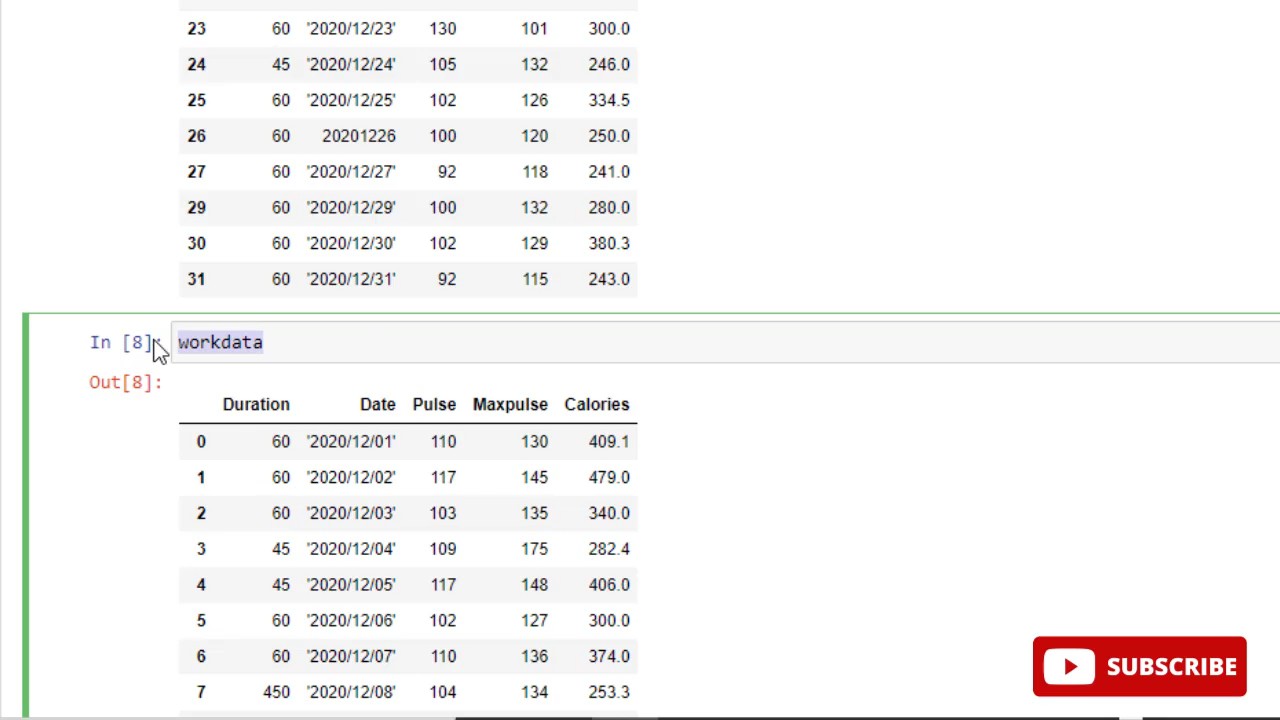 23 60 '2020/12/23' 130 101 300.0
24 45 '2020/12/24' 105 132 246.0
25 60 '2020/12/25' 102 126 334.5
26 60 20201226 100 120 250.0
27 60 '2020/12/27' 92 118 241.0
29 60 '2020/12/29' 100 132 280.0
30 60 '2020/12/30' 102 129 380.3
31 60 '2020/12/31' 92 115 243.0
In [8]: workdata
Out[8]:
Duration Date Pulse Maxpulse Calories
0 60 '2020/12/01' 110 130 409.1
1 60 '2020/12/02' 117 145 479.0
2 60 '2020/12/03' 103 135 340.0
3 45 '2020/12/04' 109 175 282.4
4 45 '2020/12/05' 117 148 406.0
5 60 '2020/12/06' 102 127 300.0
6 60 '2020/12/07' 110 136 374.0
7 450 '2020/12/08' 104 134 253.3
SUBSCRIBE